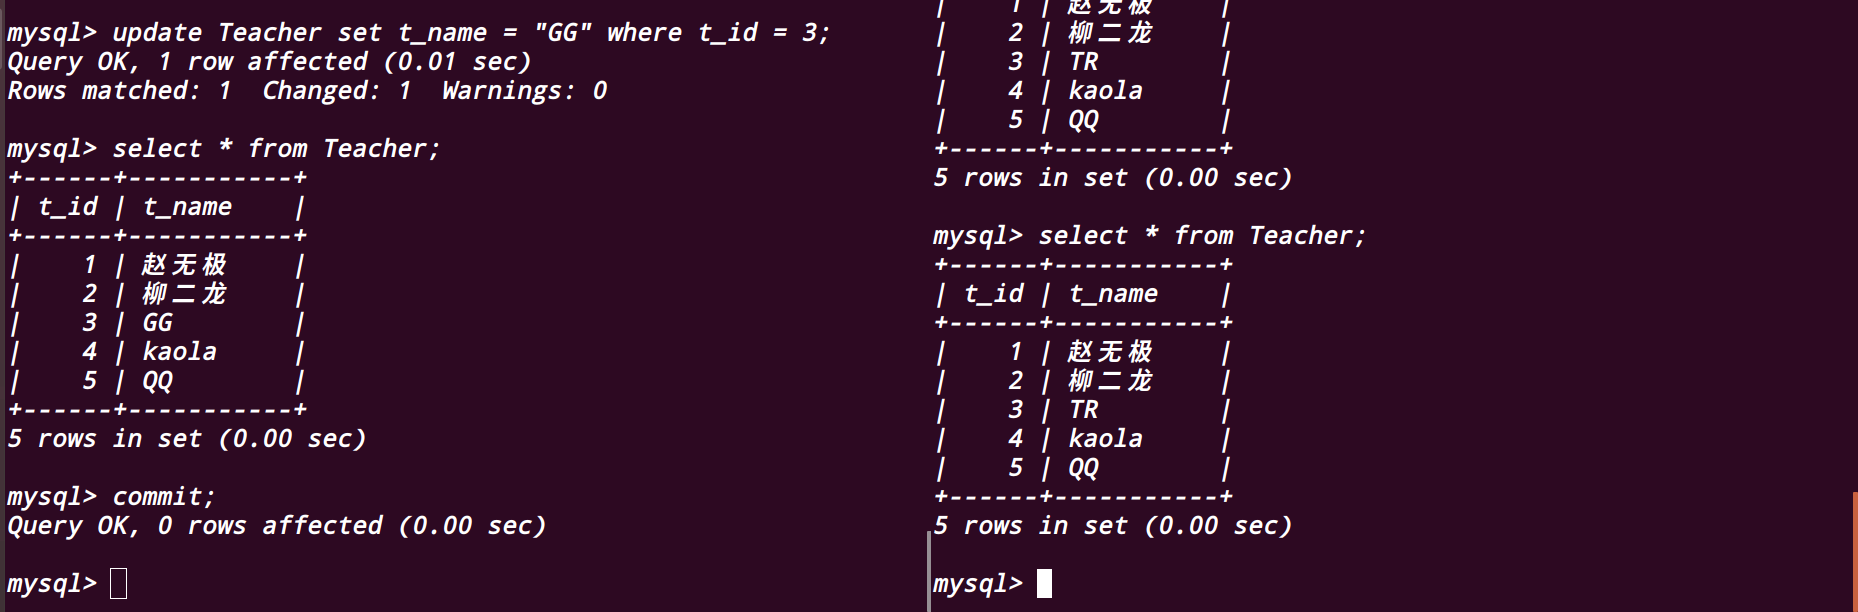 mysql> update Teacher set t_name = "GG" where t_id = 3;
Query OK, 1 row affected (0.01 sec)
Rows matched: 1  Changed: 1  Warnings: 0
mysql> select * from Teacher;
+------+-----------+
| t_id | t_name    |
+------+-----------+
|    1 | 赵无极    |
|    2 | 柳二龙    |
|    3 | GG        |
|    4 | kaola     |
|    5 | QQ        |
+------+-----------+
5 rows in set (0.00 sec)
mysql> commit;
Query OK, 0 rows affected (0.00 sec)
mysql>
|    1 | 赵无极    |
|    2 | 柳二龙    |
|    3 | TR        |
|    4 | kaola     |
|    5 | QQ        |
+------+-----------+
5 rows in set (0.00 sec)
mysql> select * from Teacher;
+------+-----------+
| t_id | t_name    |
+------+-----------+
|    1 | 赵无极    |
|    2 | 柳二龙    |
|    3 | TR        |
|    4 | kaola     |
|    5 | QQ        |
+------+-----------+
5 rows in set (0.00 sec)
mysql>